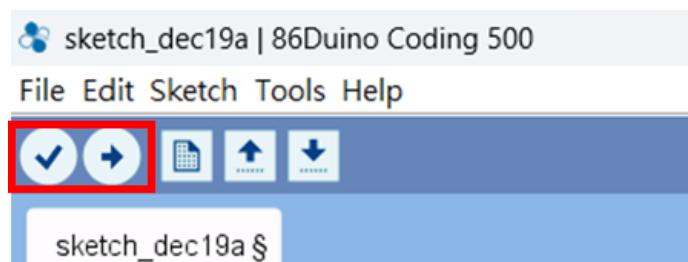 sketch_dec19a | 86Duino Coding 500
File Edit Sketch Tools Help
sketch_dec19a §